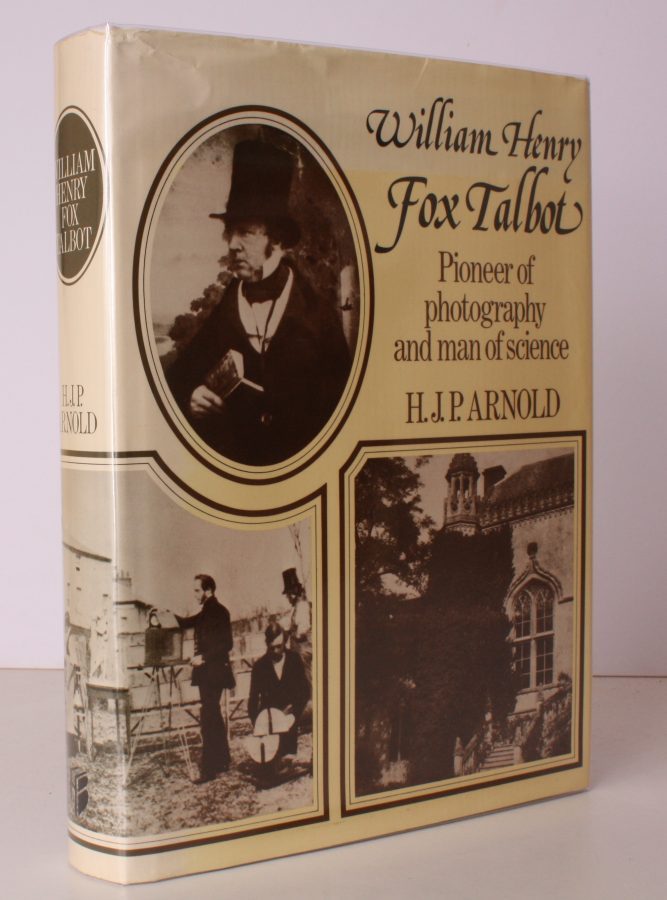 William Henry
Fox Talbot
Pioneer of
photography
and man of science
H.J.P. ARNOLD
WILLIAM
HENRY
FOX
TALBOT
H.J.P.
ARNOLD